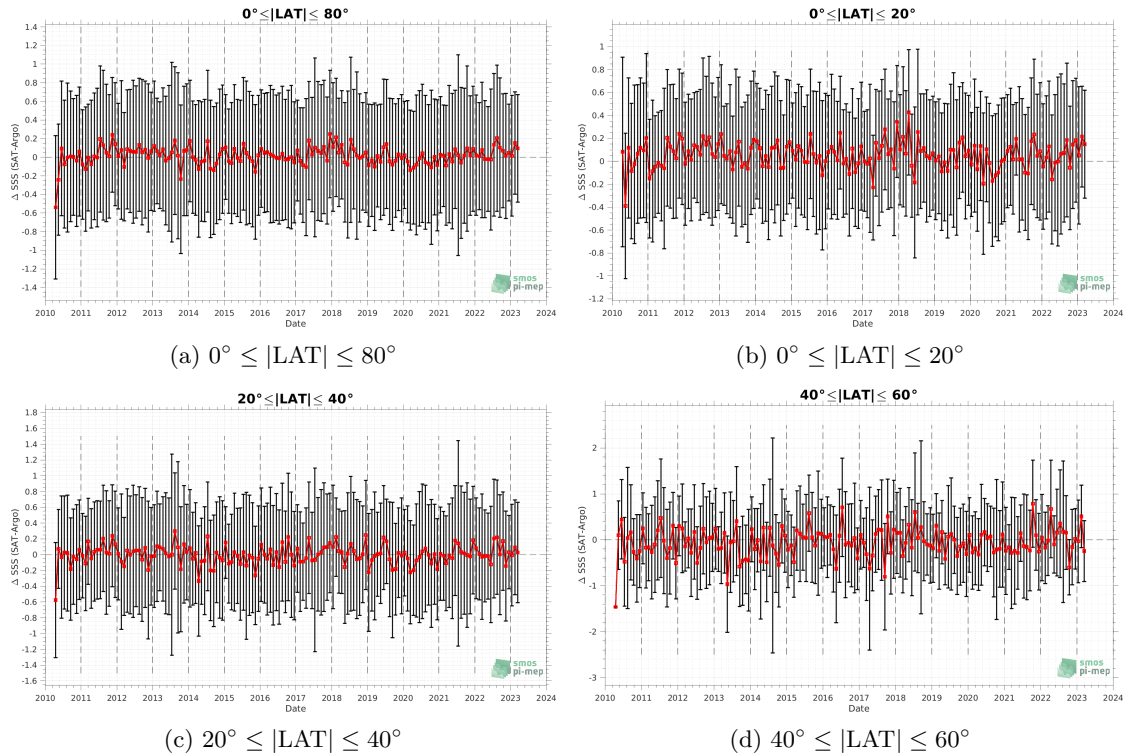 0°≤|LAT|≤ 80°
Δ SSS (SAT-Argo)
1.4
1.2
1
0.8
0.6
0.4
0.2
0
-0.2
-0.4
-0.6
-0.8
-1
-1.2
-1.4
smos
pi-mep
2010 2011 2012 2013 2014 2015 2016 2017 2018 2019 2020 2021 2022 2023 2024
Date
(a) 0° ≤ |LAT| ≤ 80°
0°≤|LAT|≤ 20°
Δ SSS (SAT-Argo)
1
0.8
0.6
0.4
0.2
0
-0.2
-0.4
-0.6
-0.8
-1
-1.2
smos
pi-mep
2010 2011 2012 2013 2014 2015 2016 2017 2018 2019 2020 2021 2022 2023 2024
Date
(b) 0° ≤ |LAT| ≤ 20°
20°≤|LAT|≤ 40°
Δ SSS (SAT-Argo)
1.8
1.6
1.4
1.2
1
0.8
0.6
0.4
0.2
0
-0.2
-0.4
-0.6
-0.8
-1
-1.2
-1.4
-1.6
smos
pi-mep
2010 2011 2012 2013 2014 2015 2016 2017 2018 2019 2020 2021 2022 2023 2024
Date
(c) 20° ≤ |LAT| ≤ 40°
40°≤|LAT|≤ 60°
Δ SSS (SAT-Argo)
2
1
0
-1
-2
-3
smos
pi-mep
2010 2011 2012 2013 2014 2015 2016 2017 2018 2019 2020 2021 2022 2023 2024
Date
(d) 40° ≤ |LAT| ≤ 60°